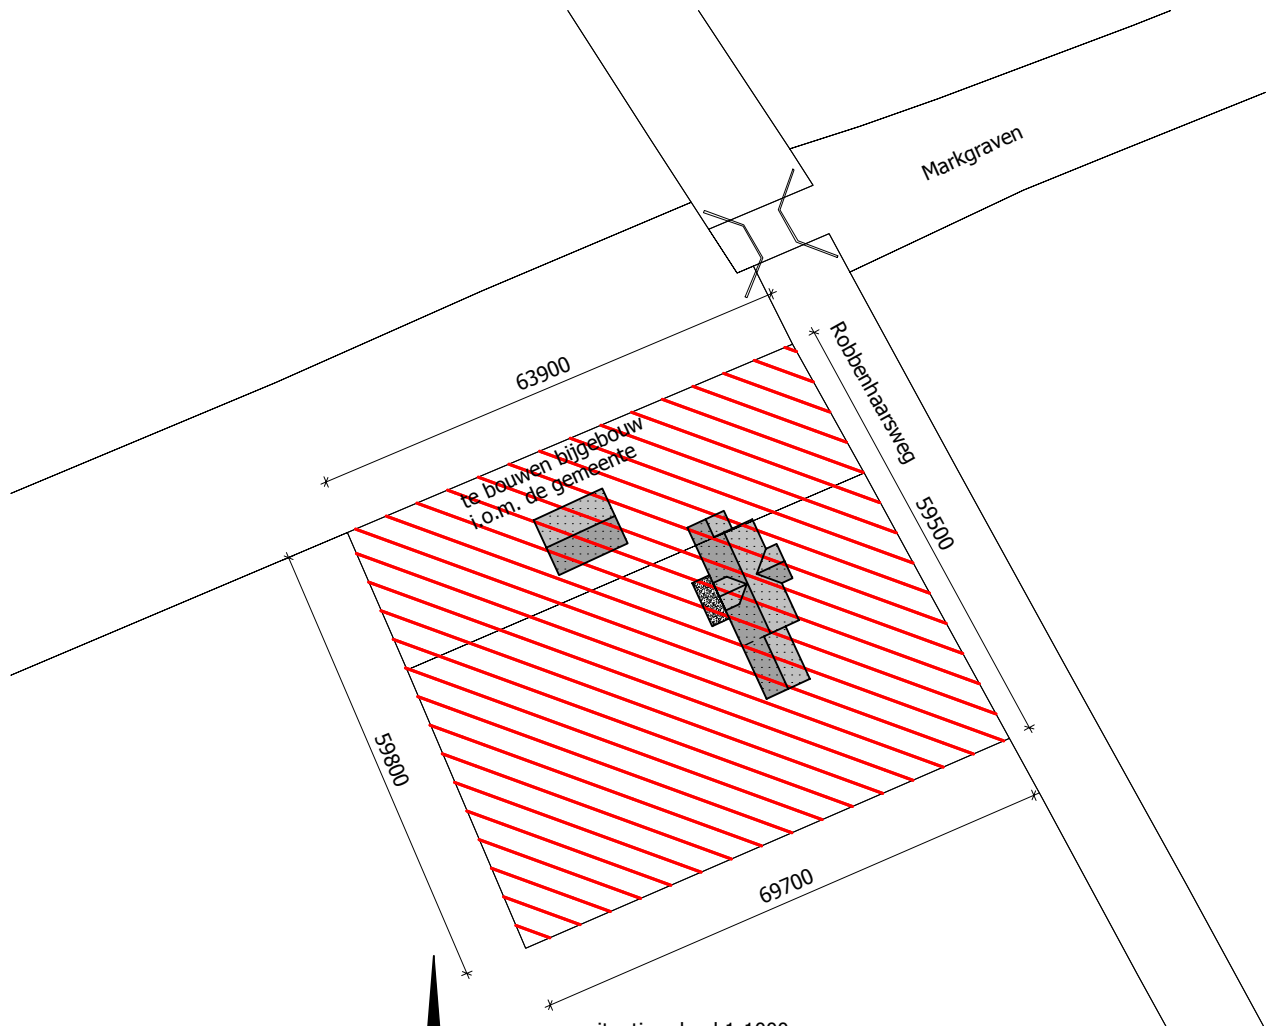 Markgraven
Robbenhaarsweg
63900
te bouwen bijgebouw
i.o.m. de gemeente
59500
59800
69700